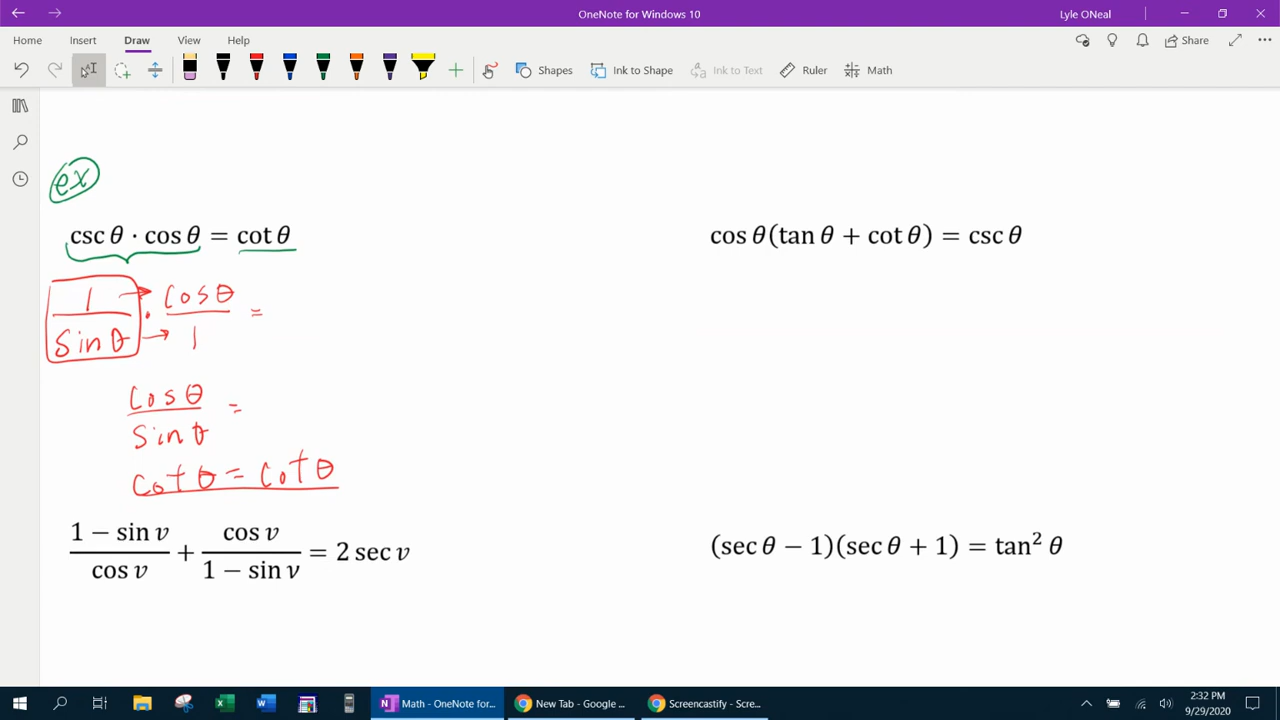 OneNote for Windows 10
Lyle ONeal
Home Insert Draw View Help
Share
Shapes Ink to Shape Ink to Text Ruler Math
ex
csc θ · cos θ = cot θ
cos θ(tan θ + cot θ) = csc θ
1/sin θ · cos θ/1 =
cos θ/sin θ =
cot θ = cot θ
(1 − sin v)/cos v + cos v/(1 − sin v) = 2 sec v
(sec θ − 1)(sec θ + 1) = tan² θ
Math - OneNote for...
New Tab - Google ...
Screencastify - Scre...
2:32 PM
9/29/2020